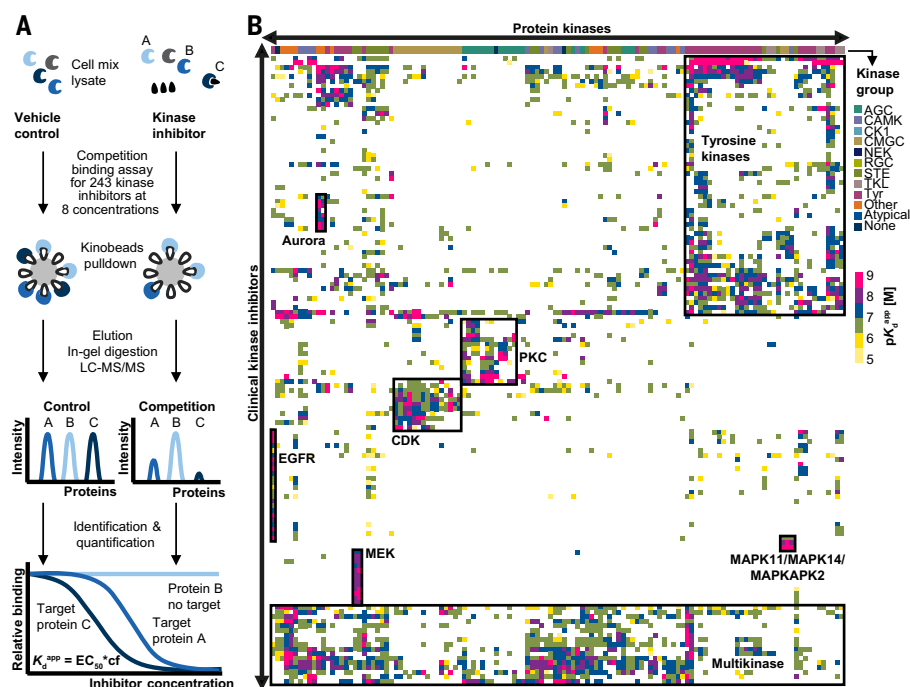 A
A
B
C
Cell mix
lysate
Vehicle
control
Kinase
inhibitor
Competition
binding assay
for 243 kinase
inhibitors at
8 concentrations
Kinobeads
pulldown
Elution
In-gel digestion
LC-MS/MS
Control
A B C
Intensity
Proteins
Competition
A B C
Intensity
Proteins
Identification &
quantification
Relative binding
Protein B
no target
Target
protein C
Target
protein A
Kd app = EC50*cf
Inhibitor concentration
B
Protein kinases
Clinical kinase inhibitors
Tyrosine
kinases
Aurora
PKC
CDK
EGFR
MEK
MAPK11/MAPK14/
MAPKAPK2
Multikinase
Kinase
group
AGC
CAMK
CK1
CMGC
NEK
RGC
STE
TKL
Tyr
Other
Atypical
None
9
8
7
6
5
pKd app [M]